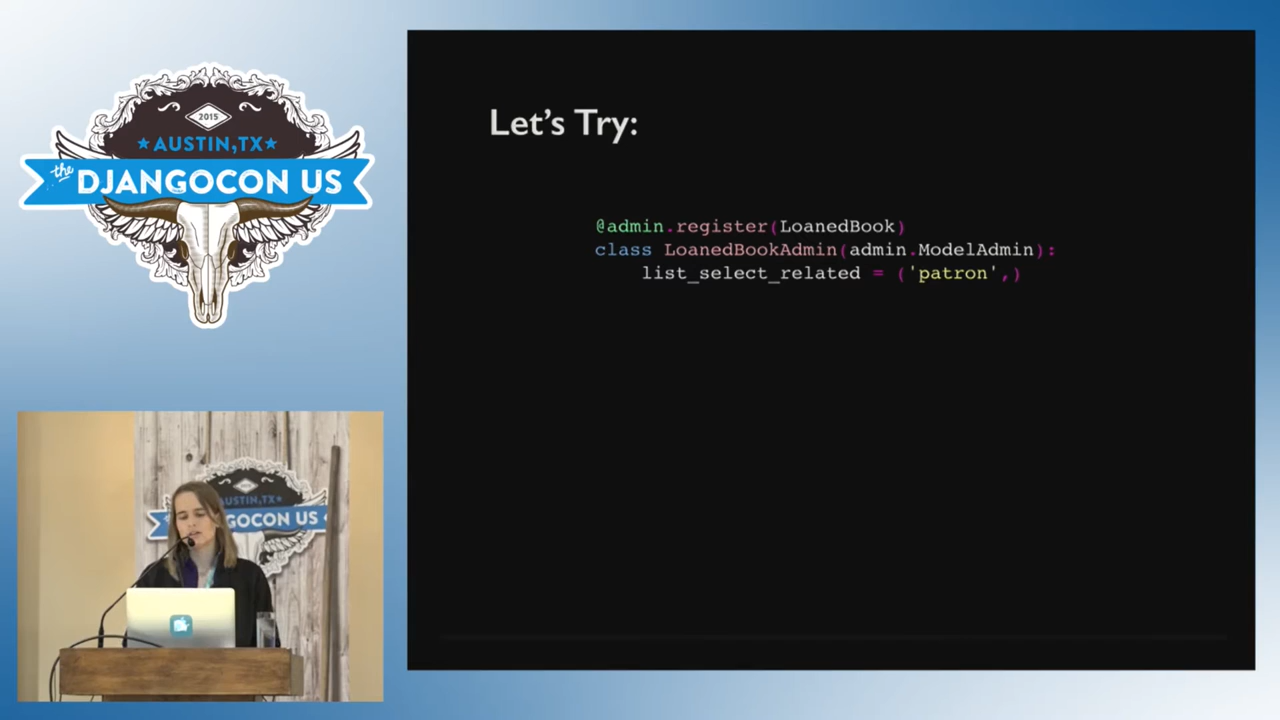 2015
★AUSTIN,TX★
the
DJANGOCON US
Let’s Try:
@admin.register(LoanedBook)
class LoanedBookAdmin(admin.ModelAdmin):
    list_select_related = ('patron',)
AUSTIN,TX★
GOCON US